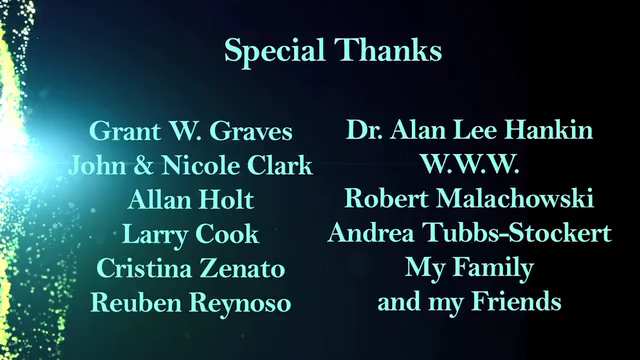 Special Thanks
Grant W. Graves
John & Nicole Clark
Allan Holt
Larry Cook
Cristina Zenato
Reuben Reynoso
Dr. Alan Lee Hankin
W.W.W.
Robert Malachowski
Andrea Tubbs-Stockert
My Family
and my Friends